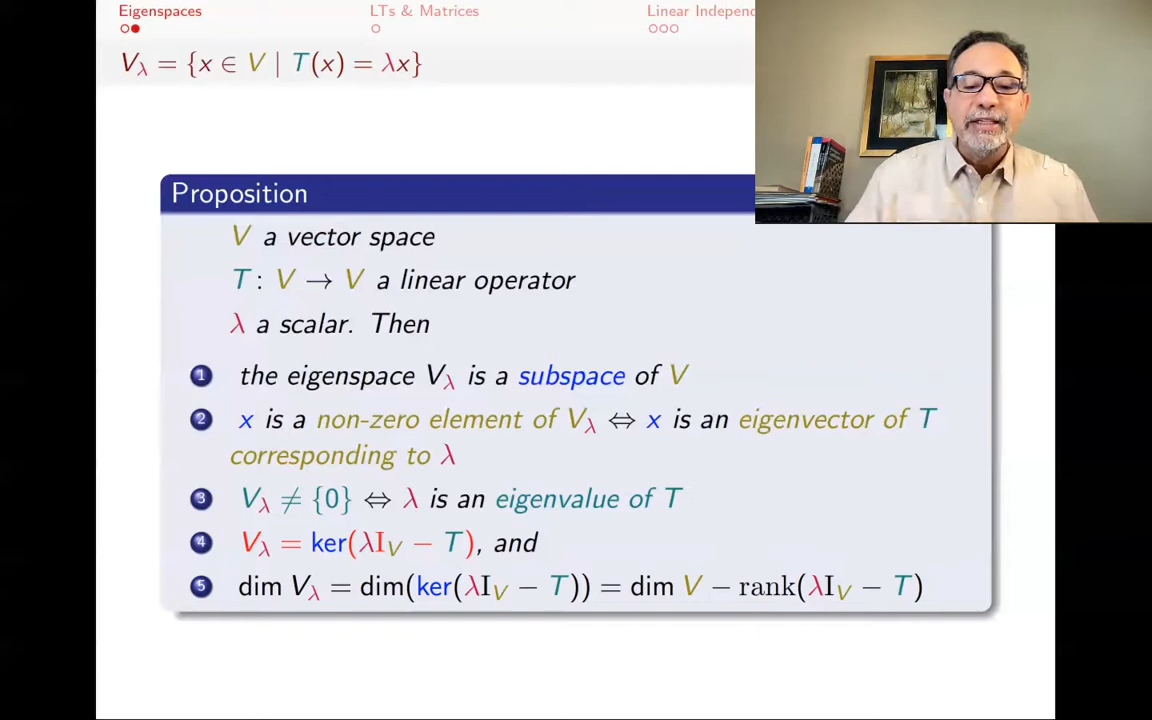 Eigenspaces
LTs & Matrices
Linear Independ
V_λ = {x ∈ V | T(x) = λx}
Proposition
V a vector space
T: V → V a linear operator
λ a scalar. Then
1 the eigenspace V_λ is a subspace of V
2 x is a non-zero element of V_λ ⇔ x is an eigenvector of T
corresponding to λ
3 V_λ ≠ {0} ⇔ λ is an eigenvalue of T
4 V_λ = ker(λI_V − T), and
5 dim V_λ = dim(ker(λI_V − T)) = dim V − rank(λI_V − T)